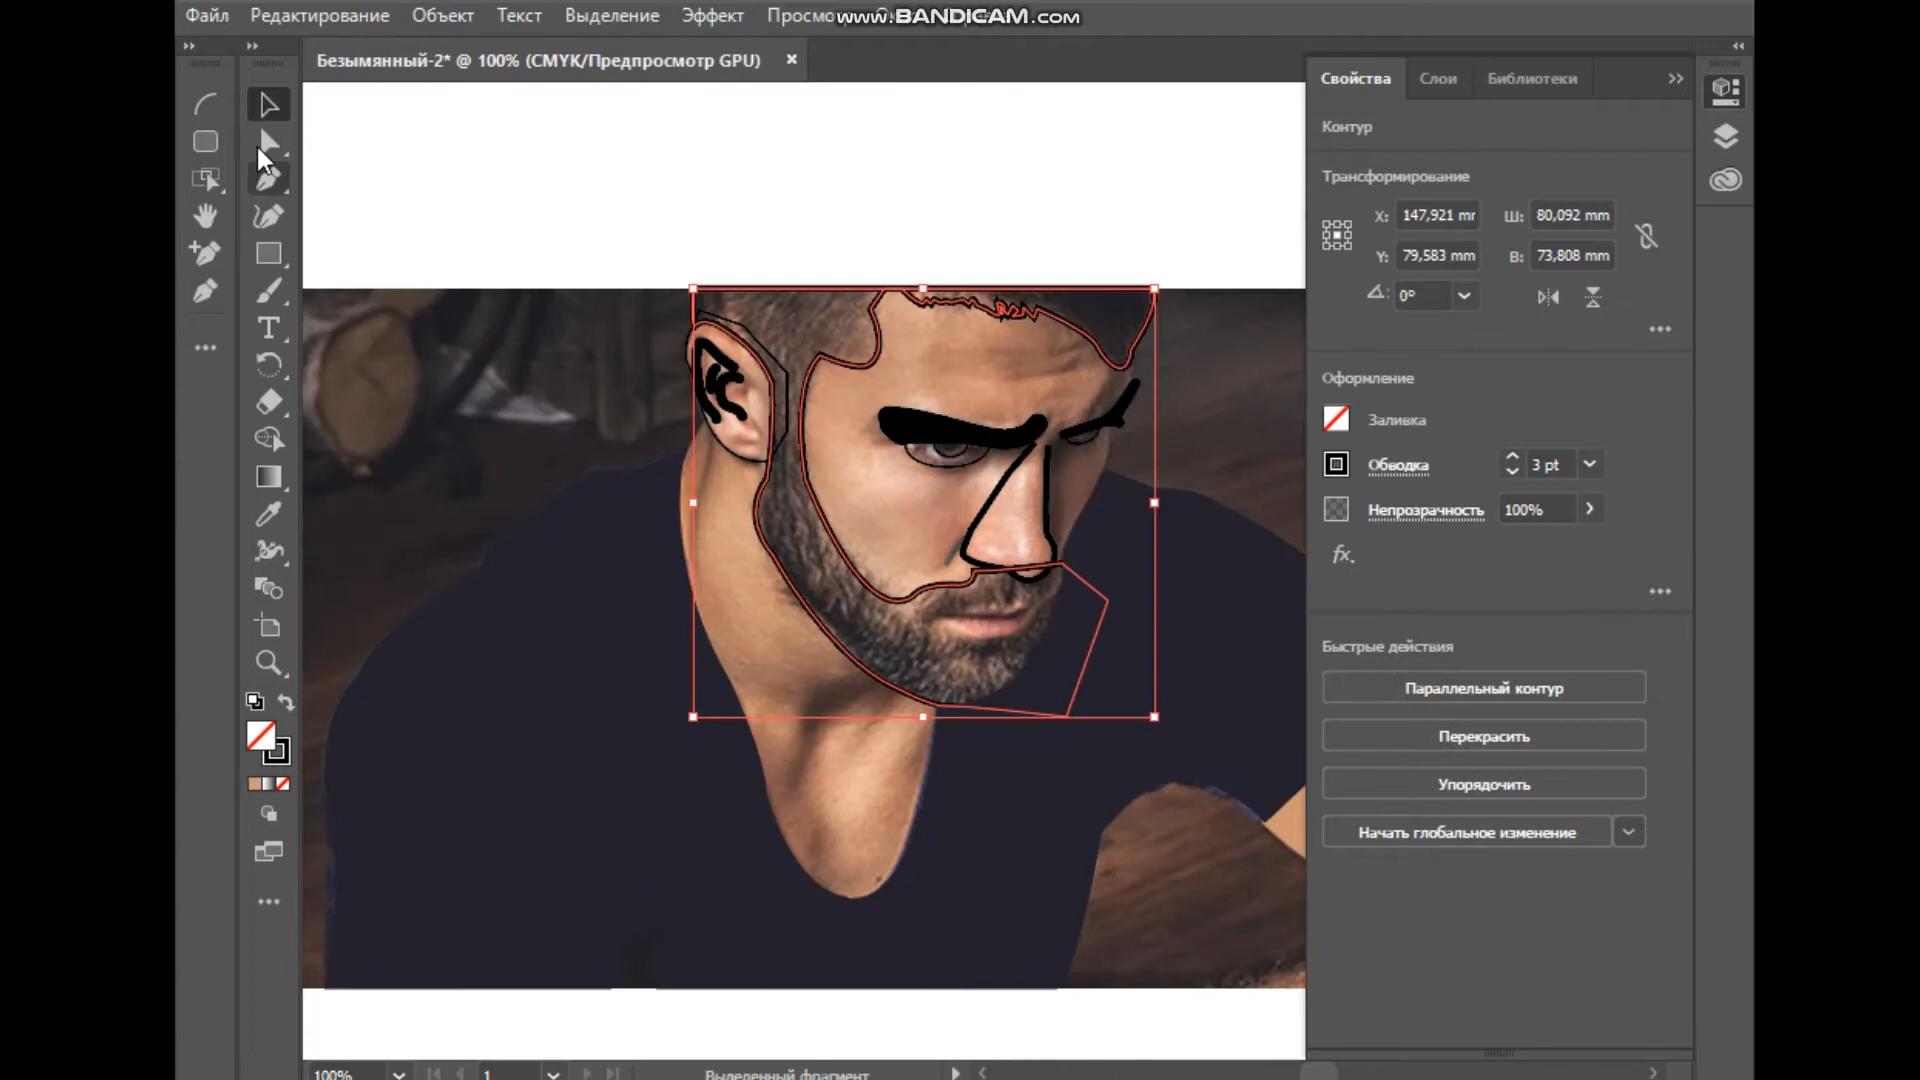 Файл Редактирование Объект Текст Выделение Эффект
www.BANDICAM.com
Безымянный-2* @ 100% (CMYK/Предпросмотр GPU) ×
Свойства Слои Библиотеки
Контур
Трансформирование
X: 147,921 mm Ш: 80,092 mm
Y: 79,583 mm В: 73,808 mm
0°
Оформление
Заливка
Обводка 3 pt
Непрозрачность 100%
fx.
Быстрые действия
Параллельный контур
Перекрасить
Упорядочить
Начать глобальное изменение
100% 1 Выделенный фрагмент